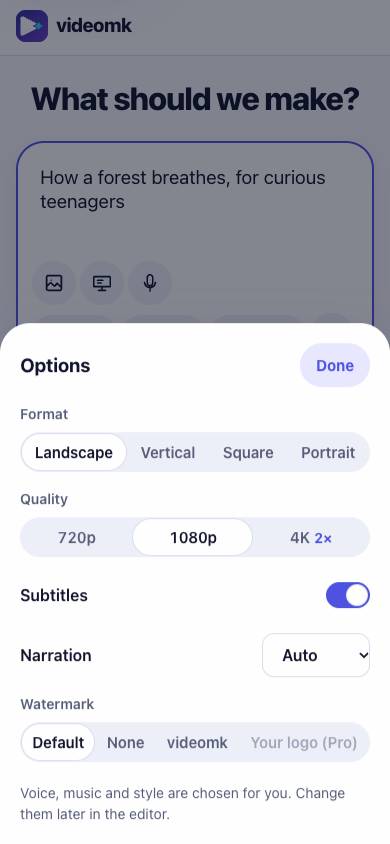 videomk
What should we make?
How a forest breathes, for curious
teenagers
Options
Done
Format
Landscape Vertical Square Portrait
Quality
720p 1080p 4K 2×
Subtitles
Narration Auto
Watermark
Default None videomk Your logo (Pro)
Voice, music and style are chosen for you. Change
them later in the editor.